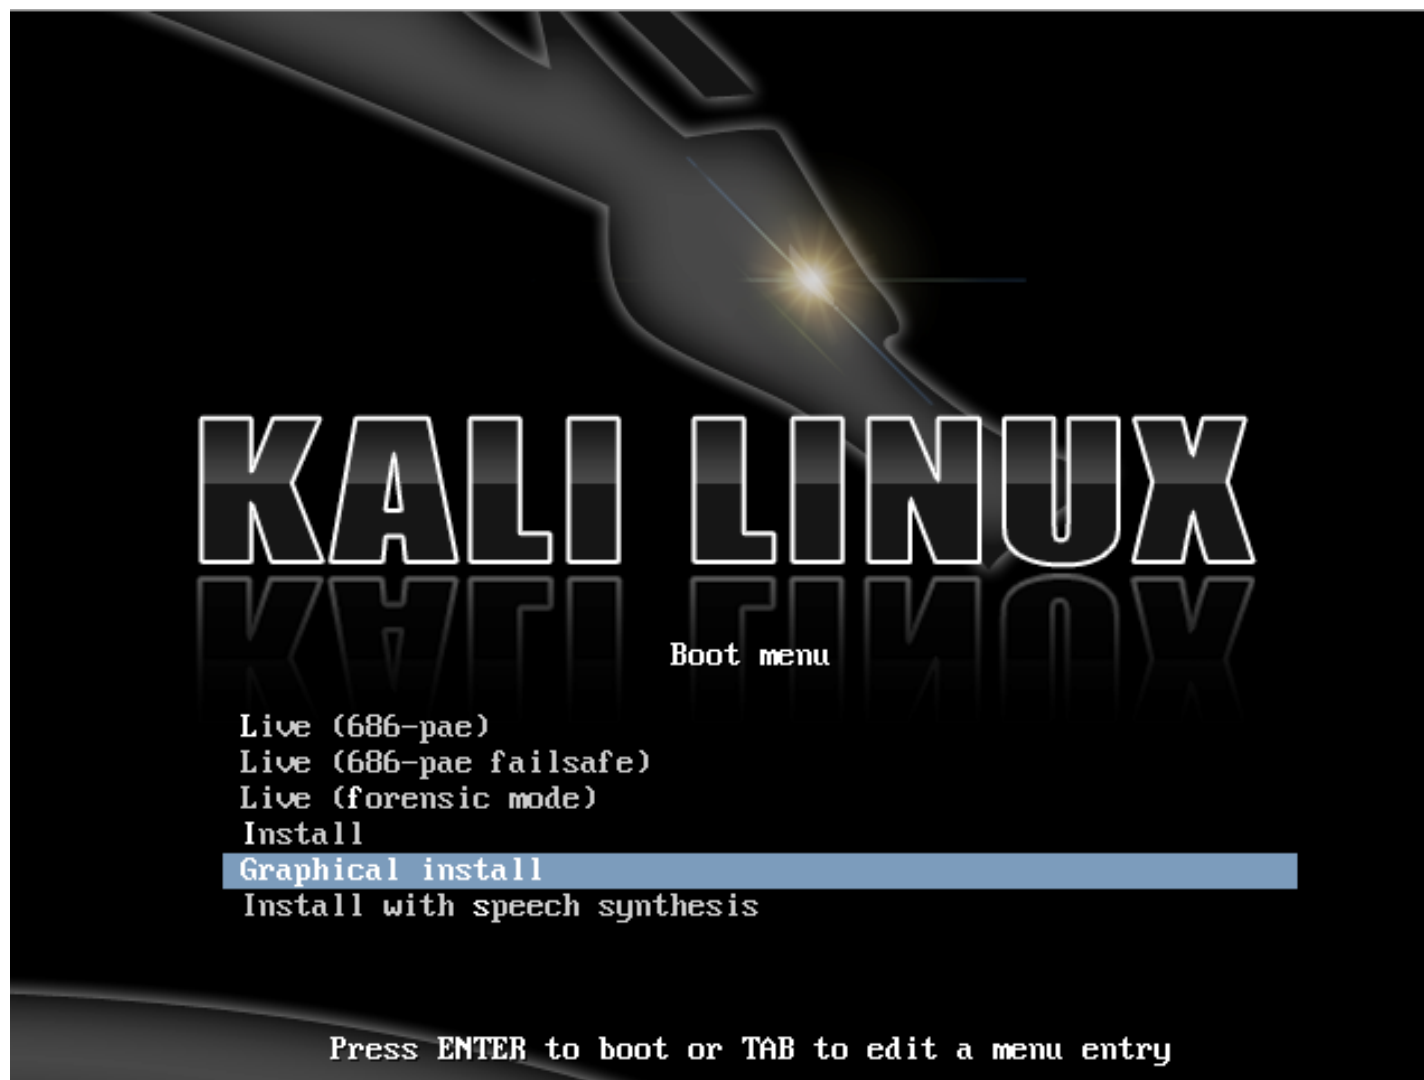 KALI LINUX
Boot menu
Live (686-pae)
Live (686-pae failsafe)
Live (forensic mode)
Install
Graphical install
Install with speech synthesis
Press ENTER to boot or TAB to edit a menu entry